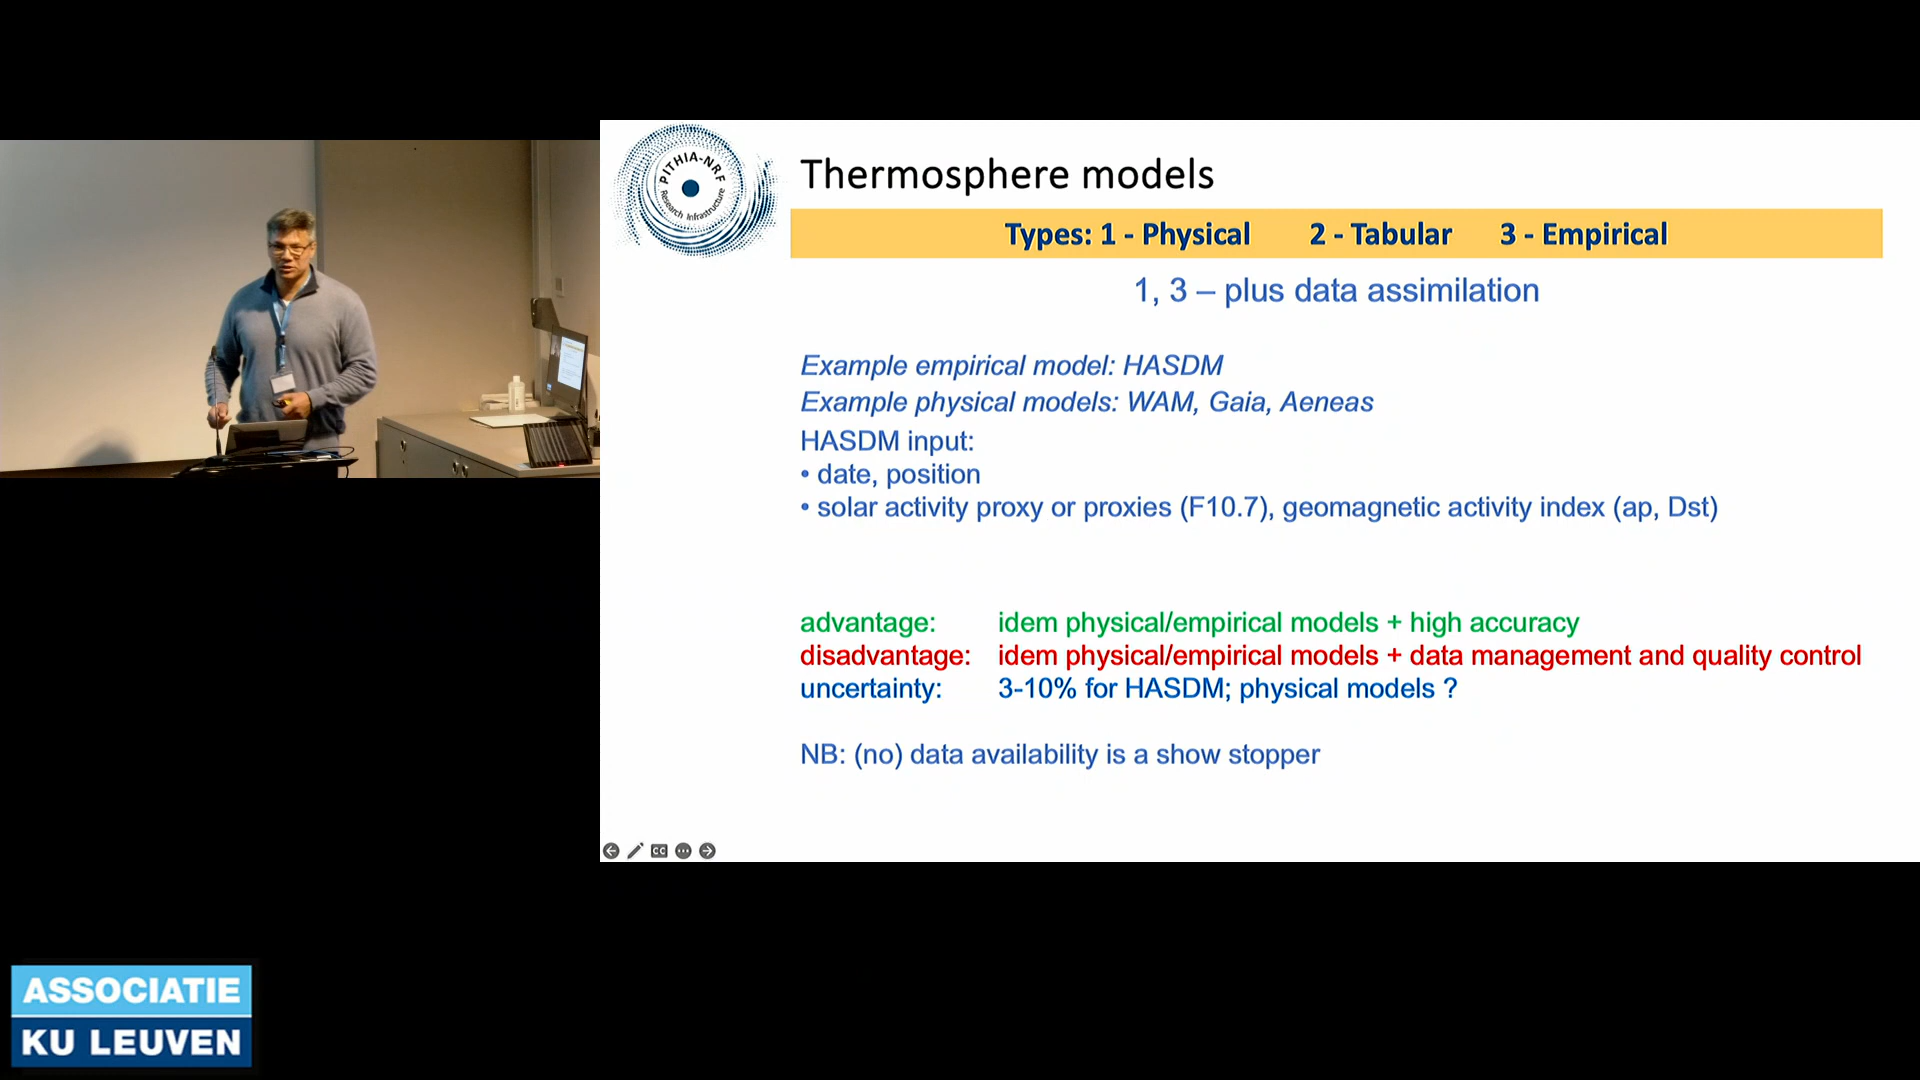 PITHIA-NRF
Research Infrastructure
Thermosphere models
Types: 1 - Physical 2 - Tabular 3 - Empirical
1, 3 – plus data assimilation
Example empirical model: HASDM
Example physical models: WAM, Gaia, Aeneas
HASDM input:
• date, position
• solar activity proxy or proxies (F10.7), geomagnetic activity index (ap, Dst)
advantage: idem physical/empirical models + high accuracy
disadvantage: idem physical/empirical models + data management and quality control
uncertainty: 3-10% for HASDM; physical models ?
NB: (no) data availability is a show stopper
CC
ASSOCIATIE
KU LEUVEN